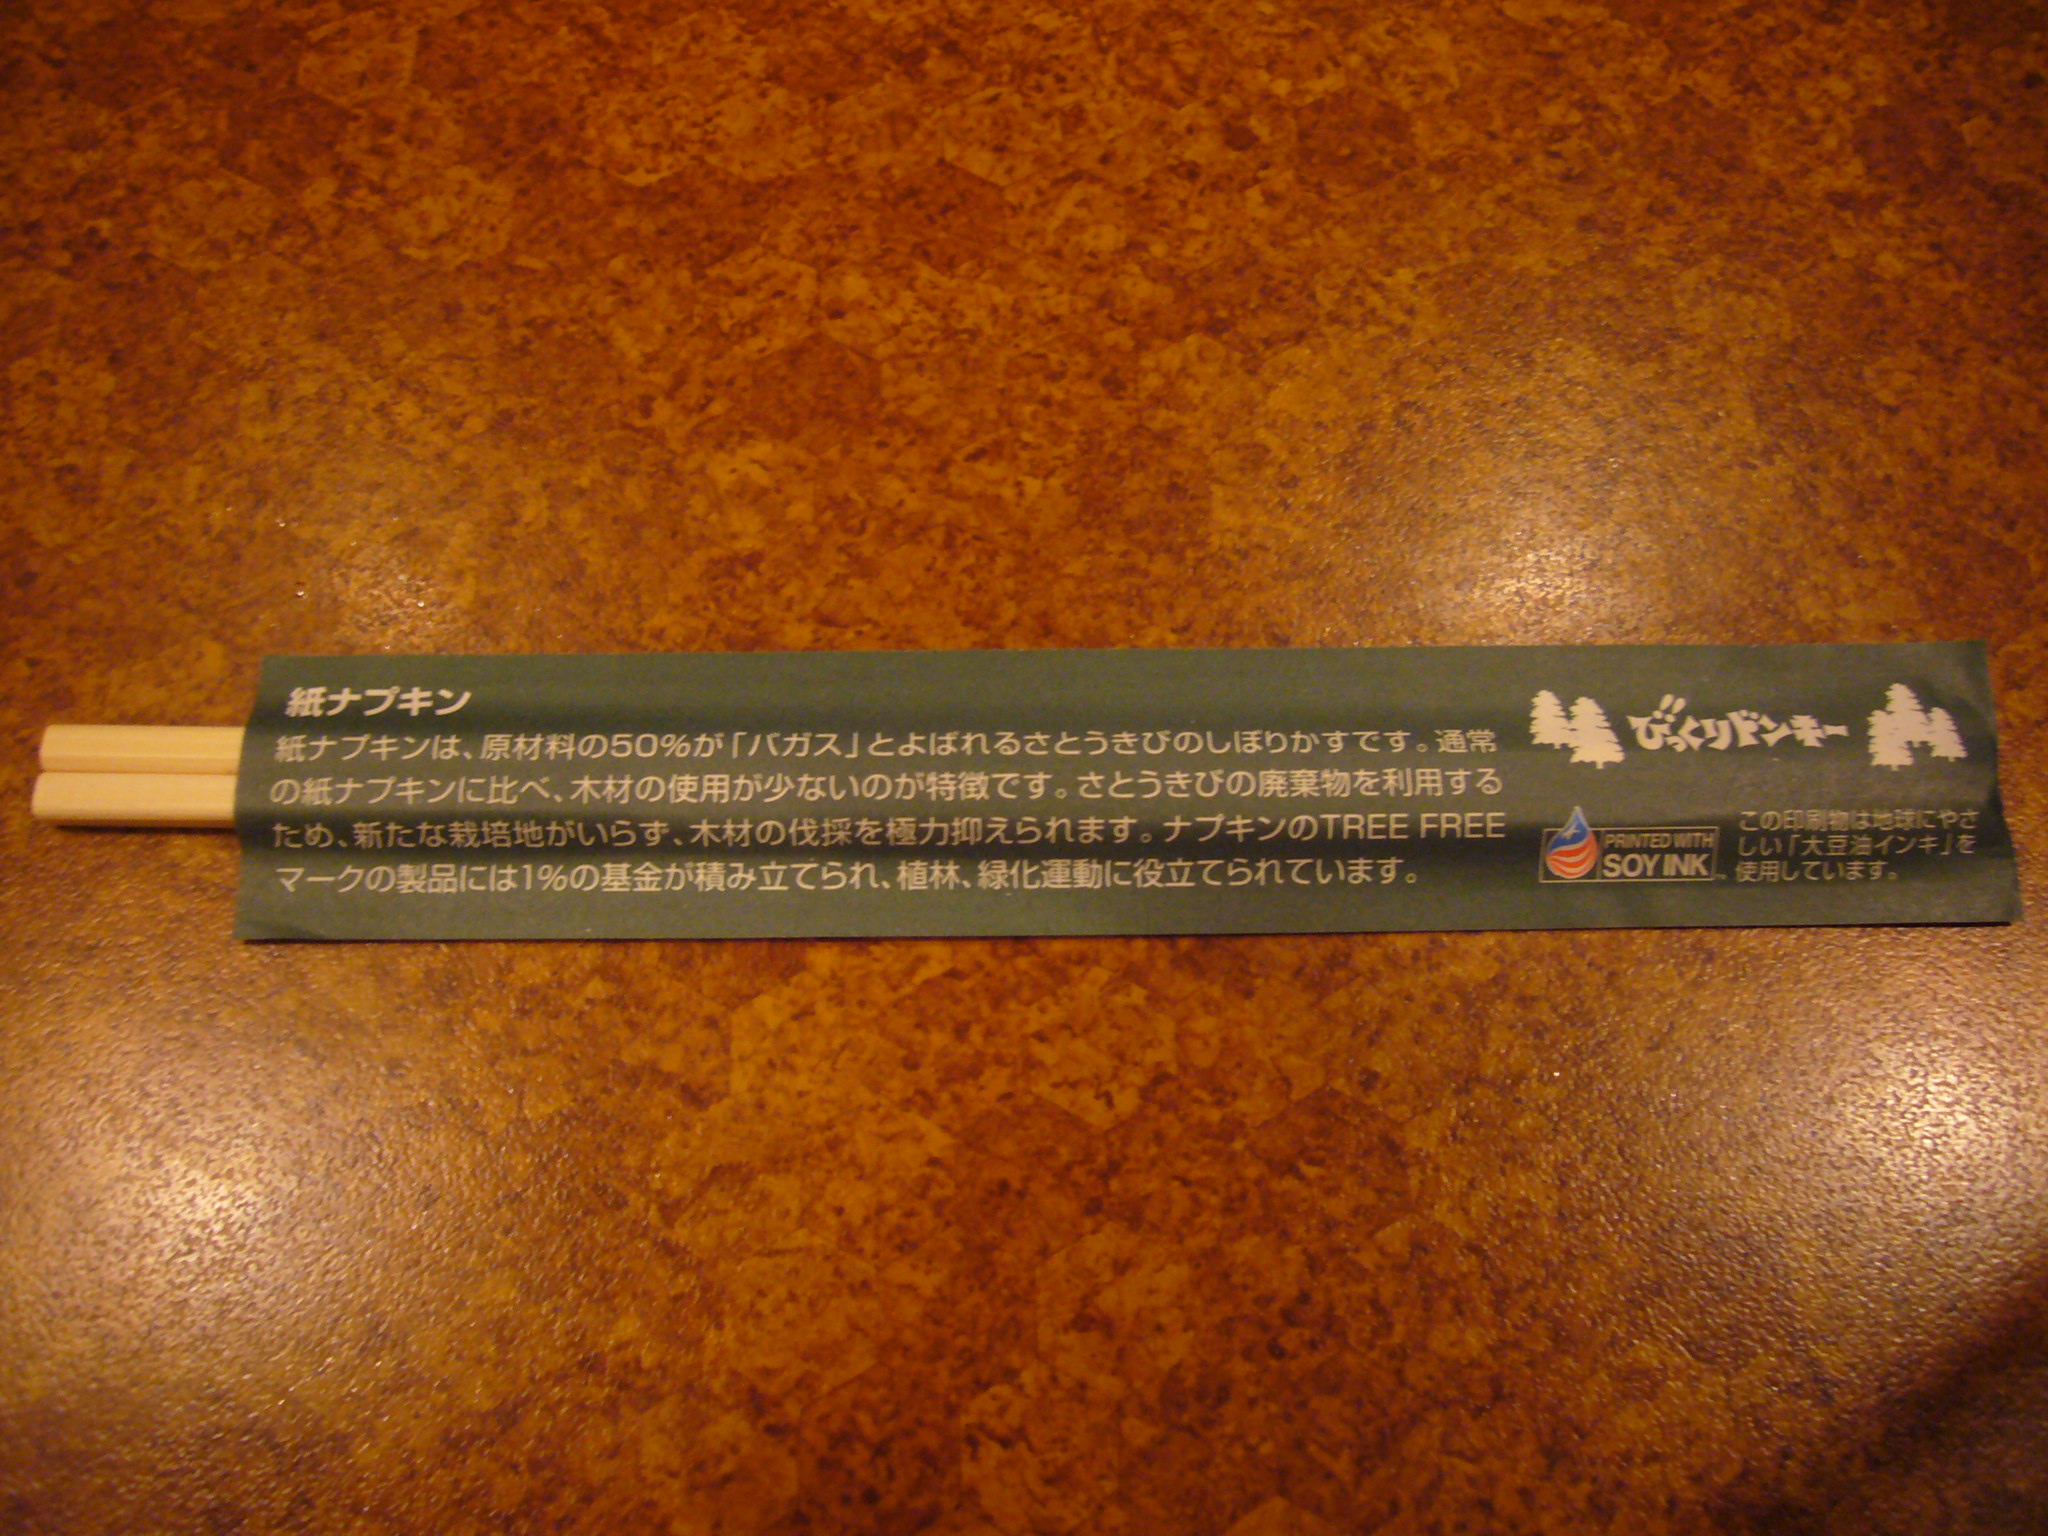 紙ナプキン
紙ナプキンは、原材料の50%が「バガス」とよばれるさとうきびのしぼりかすです。通常
の紙ナプキンに比べ、木材の使用が少ないのが特徴です。さとうきびの廃棄物を利用する
ため、新たな栽培地がいらず、木材の伐採を極力抑えられます。ナプキンのTREE FREE
マークの製品には1%の基金が積み立てられ、植林、緑化運動に役立てられています。
びっくりドンキー
PRINTED WITH
SOY INK
この印刷物は地球にやさ
しい「大豆油インキ」を
使用しています。